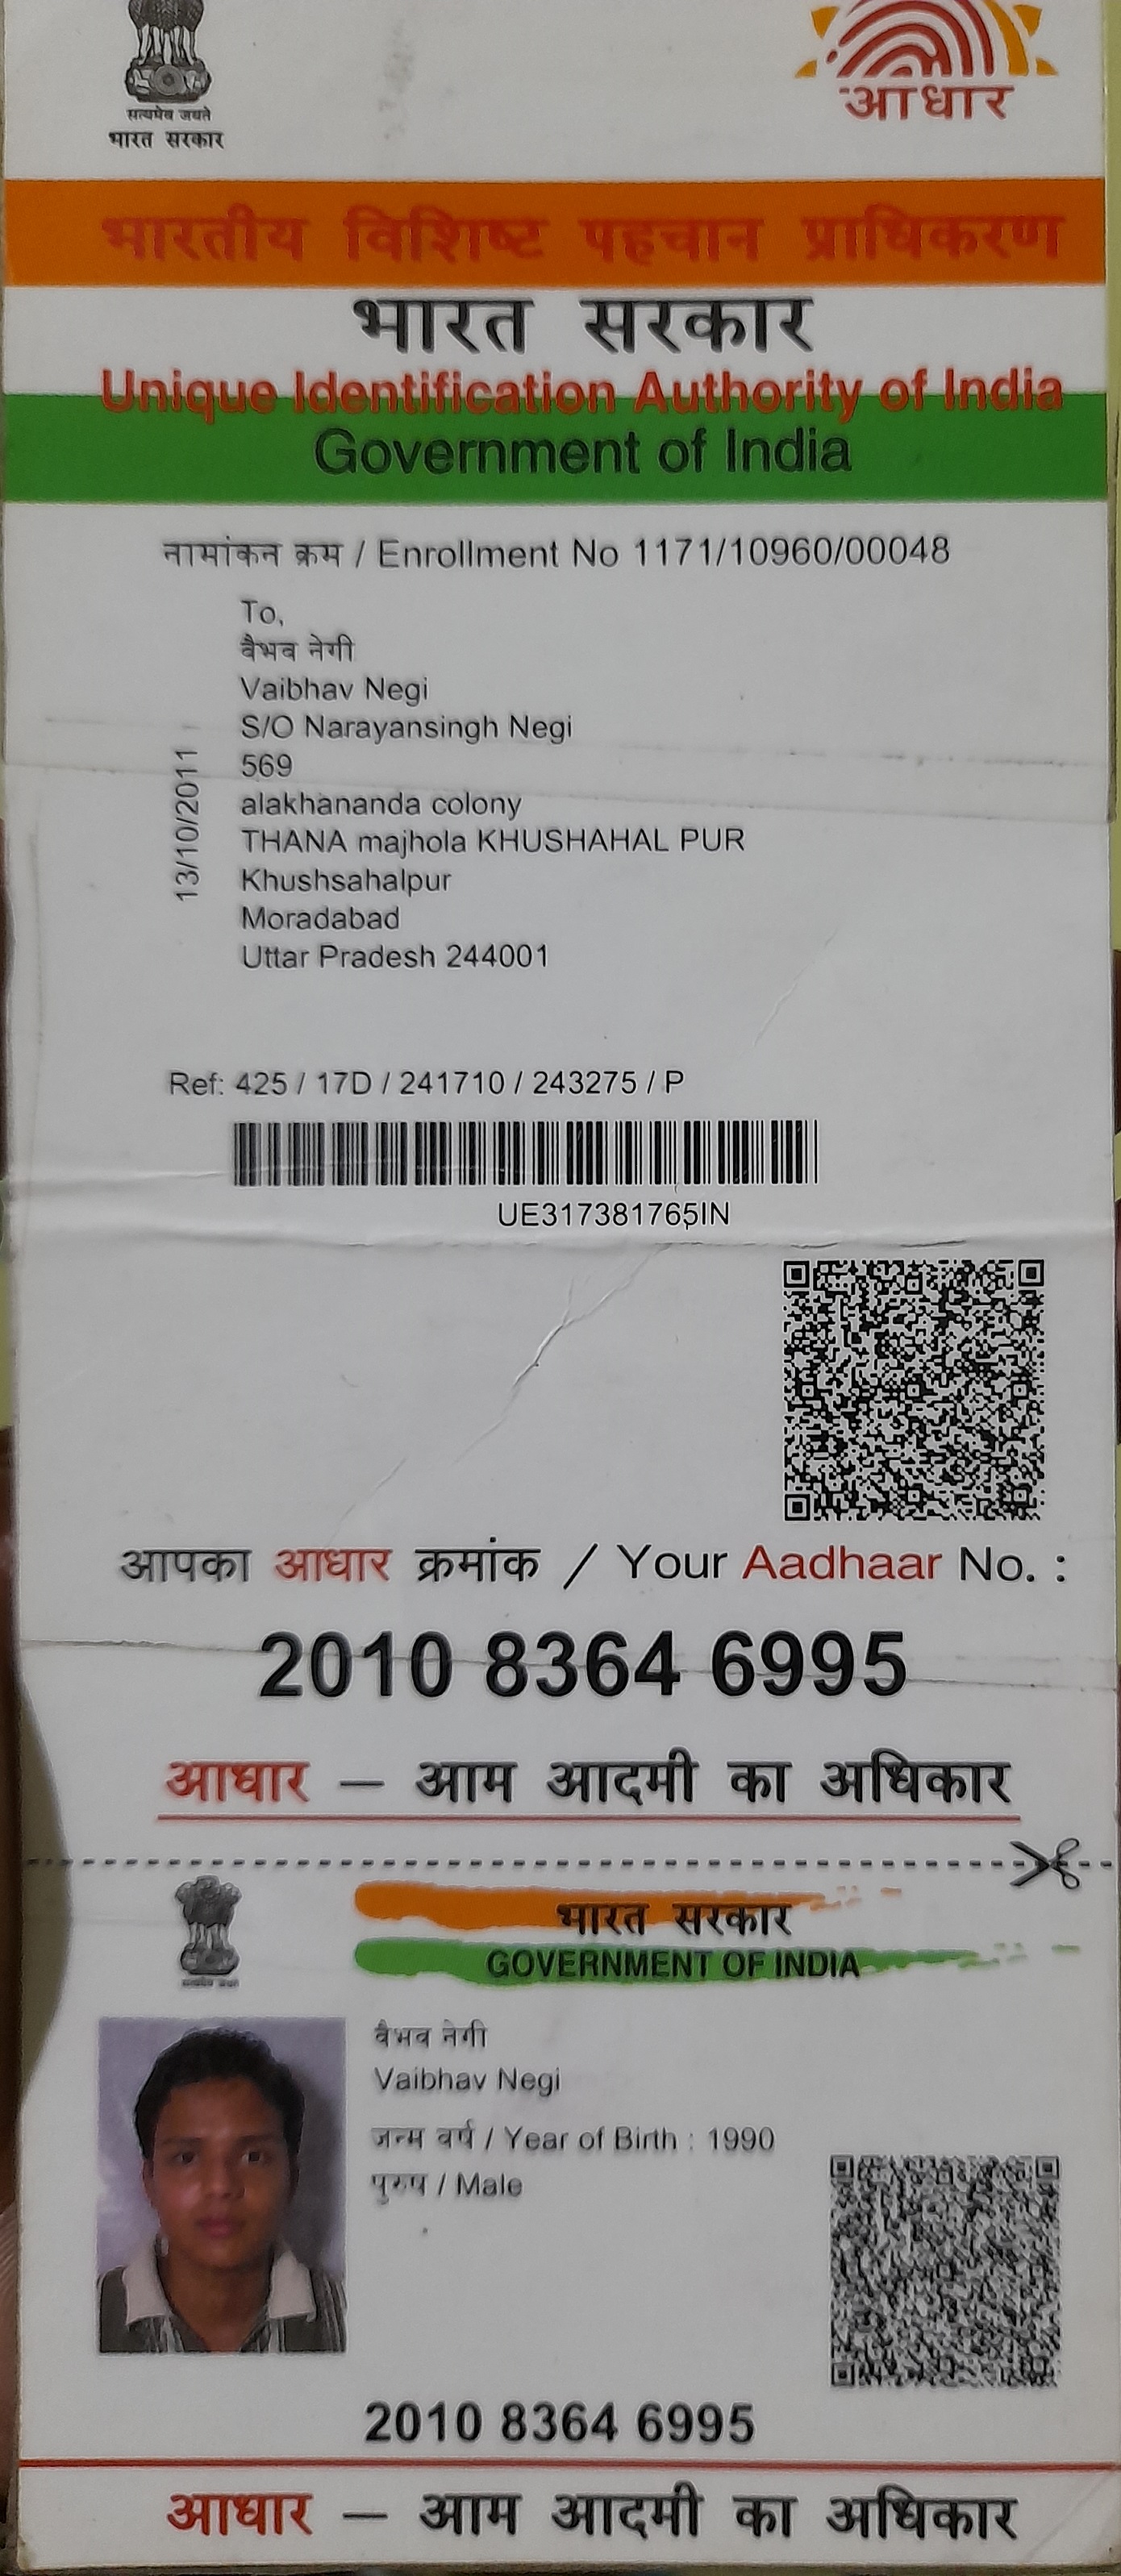 सत्यमेव जयते
भारत सरकार
आधार
भारतीय विशिष्ट पहचान प्राधिकरण
भारत सरकार
Unique Identification Authority of India
Government of India
नामांकन क्रम / Enrollment No 1171/10960/00048
To,
वैभव नेगी
Vaibhav Negi
S/O Narayansingh Negi
569
alakhananda colony
THANA majhola KHUSHAHAL PUR
Khushsahalpur
Moradabad
Uttar Pradesh 244001
13/10/2011
Ref: 425 / 17D / 241710 / 243275 / P
UE317381765IN
आपका आधार क्रमांक / Your Aadhaar No. :
2010 8364 6995
आधार — आम आदमी का अधिकार
भारत सरकार
GOVERNMENT OF INDIA
वैभव नेगी
Vaibhav Negi
जन्म वर्ष / Year of Birth : 1990
पुरुष / Male
2010 8364 6995
आधार — आम आदमी का अधिकार